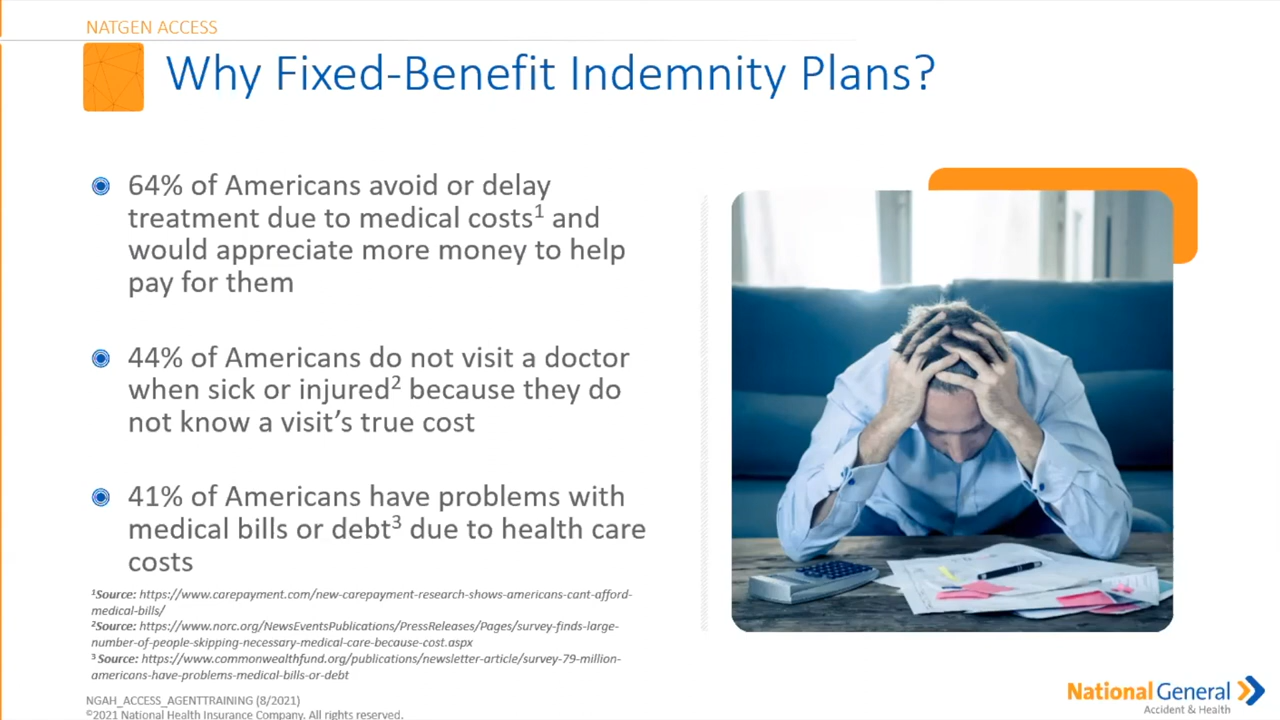 NATGEN ACCESS
Why Fixed-Benefit Indemnity Plans?
64% of Americans avoid or delay
treatment due to medical costs¹ and
would appreciate more money to help
pay for them
44% of Americans do not visit a doctor
when sick or injured² because they do
not know a visit’s true cost
41% of Americans have problems with
medical bills or debt³ due to health care
costs
¹Source: https://www.carepayment.com/new-carepayment-research-shows-americans-cant-afford-
medical-bills/
²Source: https://www.norc.org/NewsEventsPublications/PressReleases/Pages/survey-finds-large-
number-of-people-skipping-necessary-medical-care-because-cost.aspx
³ Source: https://www.commonwealthfund.org/publications/newsletter-article/survey-79-million-
americans-have-problems-medical-bills-or-debt
NGAH_ACCESS_AGENTTRAINING (8/2021)
©2021 National Health Insurance Company. All rights reserved.
National General
Accident & Health